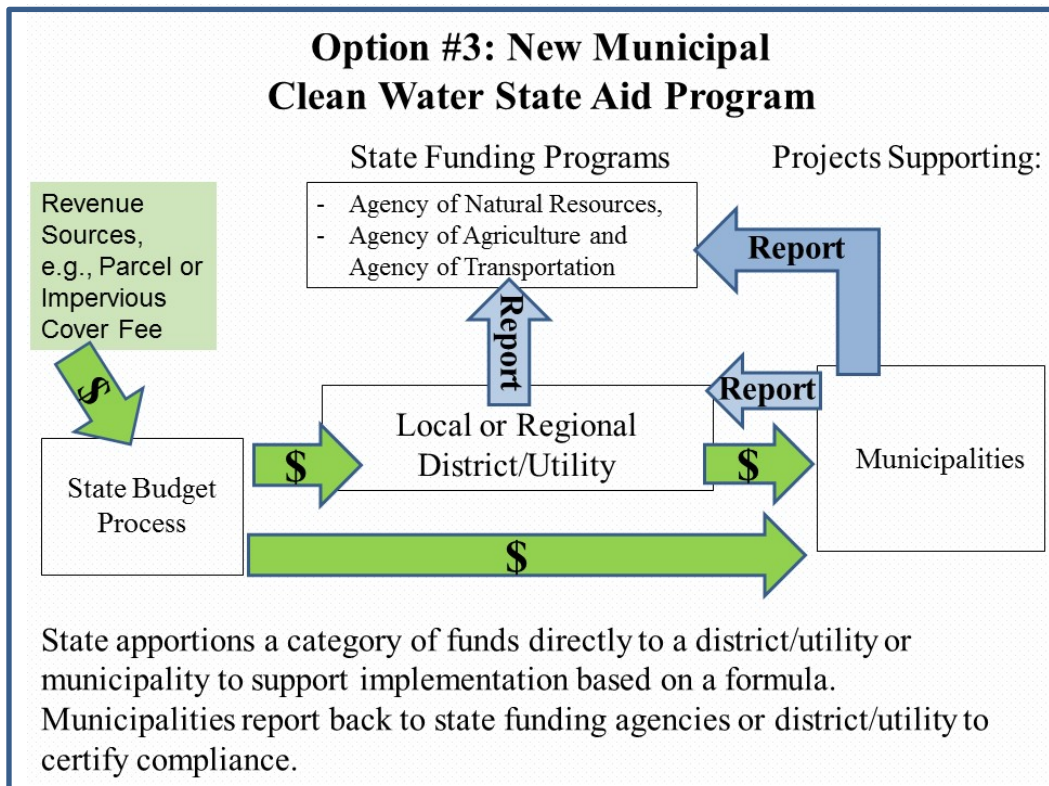 Option #3: New Municipal
Clean Water State Aid Program
State Funding Programs
Projects Supporting:
Revenue
Sources,
e.g., Parcel or
Impervious
Cover Fee
- Agency of Natural Resources,
- Agency of Agriculture and
Agency of Transportation
Report
Report
Report
$
Local or Regional
District/Utility
$
$
Municipalities
State Budget
Process
$
State apportions a category of funds directly to a district/utility or
municipality to support implementation based on a formula.
Municipalities report back to state funding agencies or district/utility to
certify compliance.